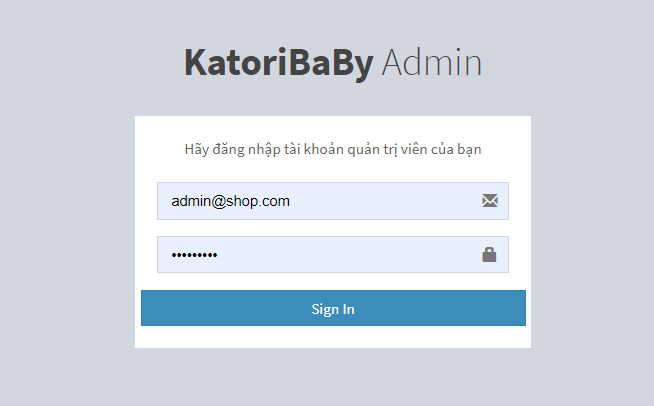 KatoriBaBy Admin
Hãy đăng nhập tài khoản quản trị viên của bạn
admin@shop.com
•••••••••
Sign In